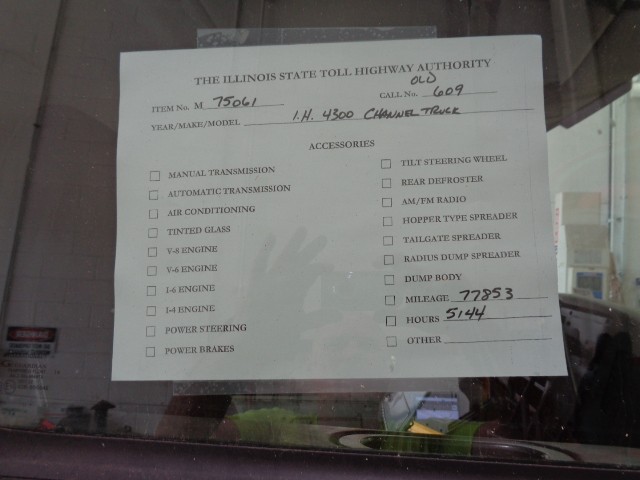 THE ILLINOIS STATE TOLL HIGHWAY AUTHORITY
OLD
ITEM No. M 75061 CALL No. 609
YEAR/MAKE/MODEL I.H. 4300 CHANNEL TRUCK
ACCESSORIES
MANUAL TRANSMISSION
AUTOMATIC TRANSMISSION
AIR CONDITIONING
TINTED GLASS
V-8 ENGINE
V-6 ENGINE
I-6 ENGINE
I-4 ENGINE
POWER STEERING
POWER BRAKES
TILT STEERING WHEEL
REAR DEFROSTER
AM/FM RADIO
HOPPER TYPE SPREADER
TAILGATE SPREADER
RADIUS DUMP SPREADER
DUMP BODY
MILEAGE 77853
HOURS 5144
OTHER